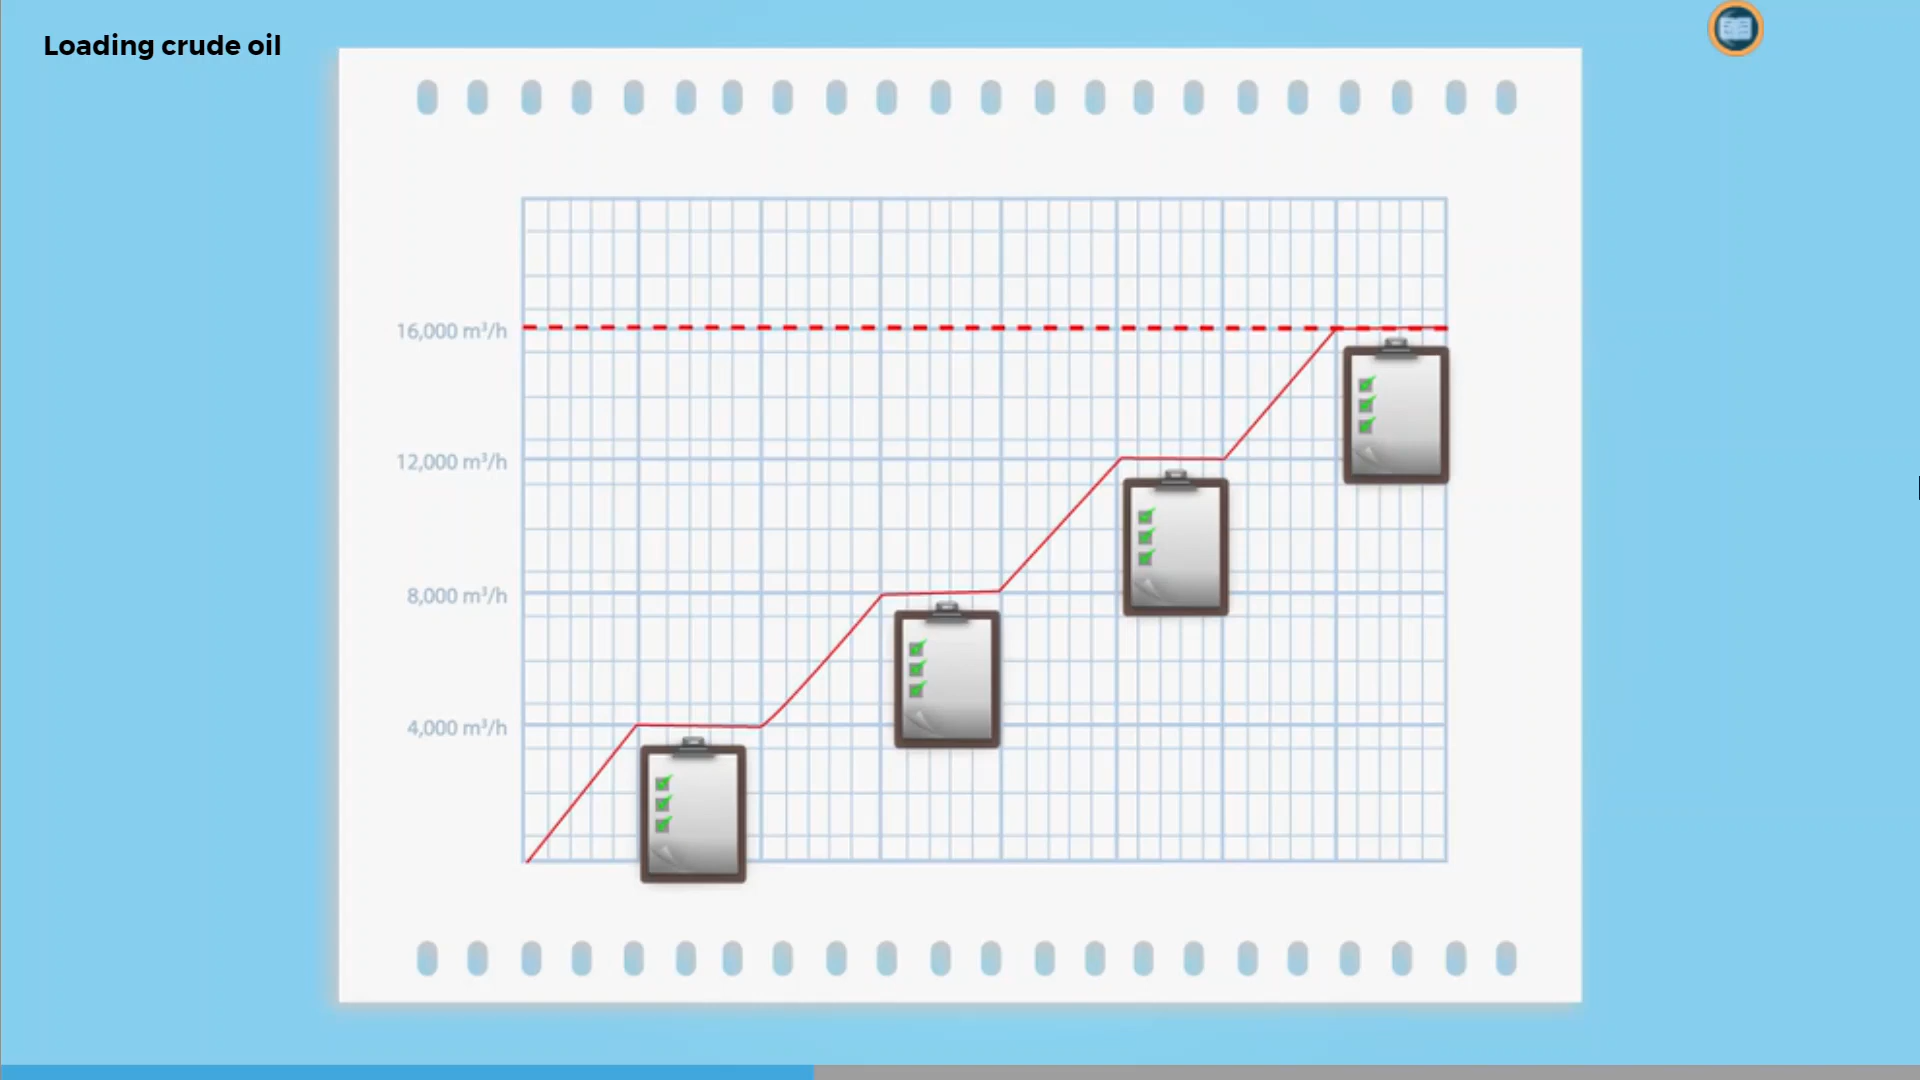 Loading crude oil
16,000 m³/h
12,000 m³/h
8,000 m³/h
4,000 m³/h